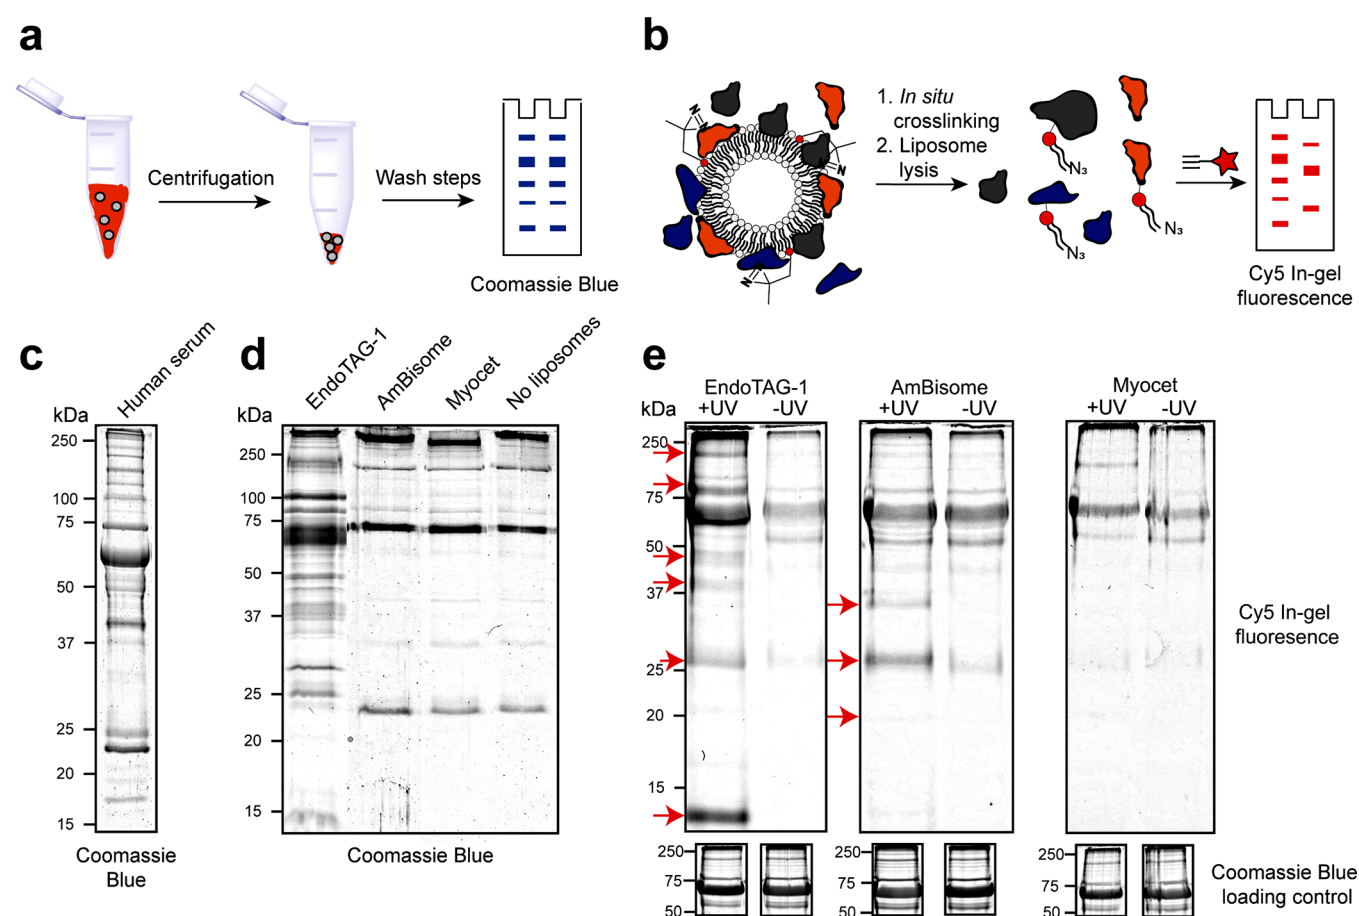 a
Centrifugation
Wash steps
Coomassie Blue
b
N=N
N=N
N=N
1. In situ
crosslinking
2. Liposome
lysis
N3
N3
N3
Cy5 In-gel
fluorescence
c
Human serum
kDa
250
100
75
50
37
25
20
15
Coomassie
Blue
d
EndoTAG-1
AmBisome
Myocet
No liposomes
kDa
250
100
75
50
37
25
20
15
Coomassie Blue
e
EndoTAG-1
AmBisome
Myocet
kDa
+UV
-UV
+UV
-UV
+UV
-UV
250
75
50
37
25
20
15
Cy5 In-gel
fluoresence
250
75
50
250
75
50
250
75
50
Coomassie Blue
loading control